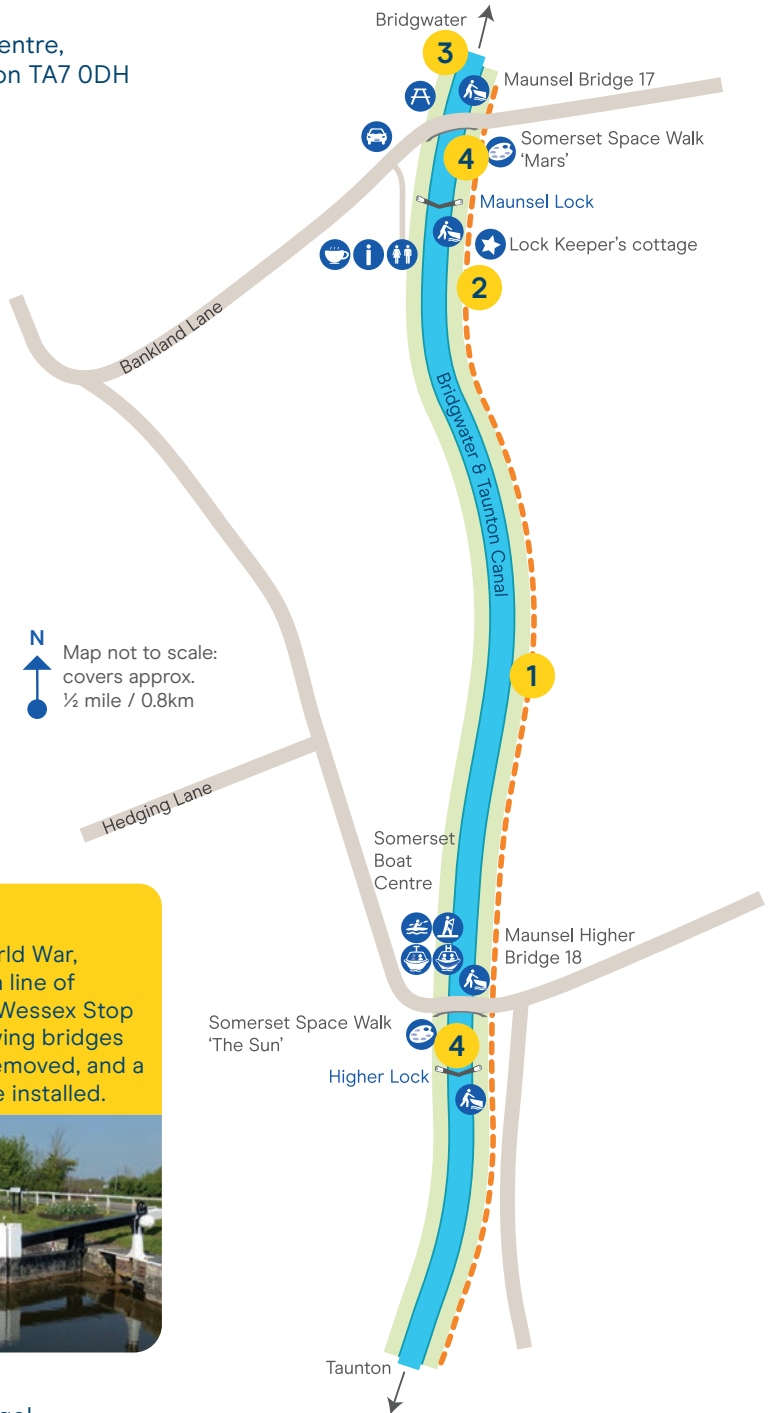 Bridgwater
entre,
on TA7 0DH
3
Maunsel Bridge 17
4
Somerset Space Walk
'Mars'
Maunsel Lock
Lock Keeper's cottage
2
Bankland Lane
Bridgwater & Taunton Canal
N
Map not to scale:
covers approx.
½ mile / 0.8km
1
Hedging Lane
Somerset
Boat
Centre
Maunsel Higher
Bridge 18
rld War,
line of
Wessex Stop
ving bridges
emoved, and a
e installed.
Somerset Space Walk
'The Sun'
4
Higher Lock
Taunton